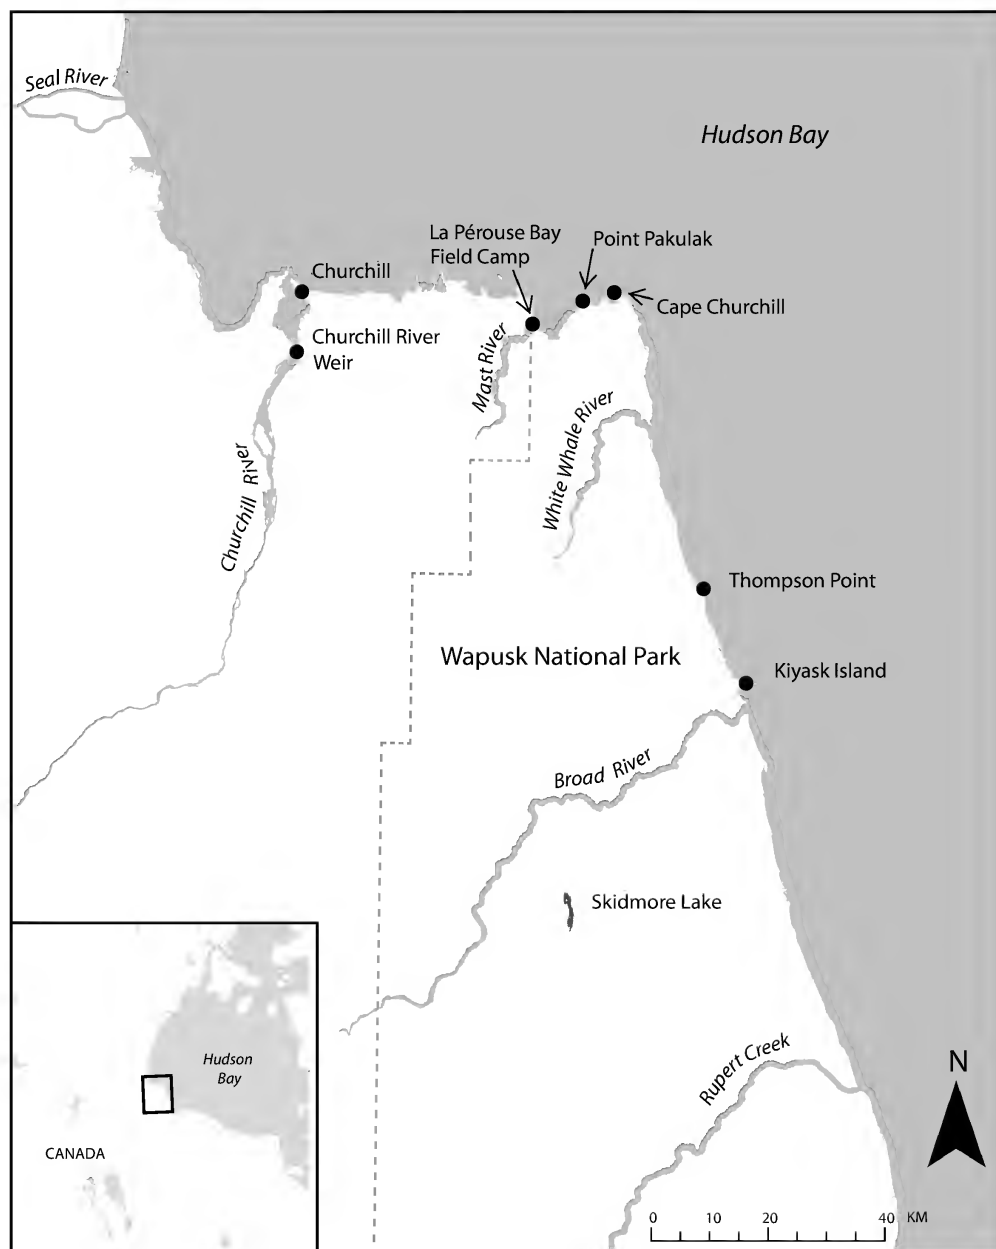 Seal River
Hudson Bay
La Pérouse Bay
Field Camp
Point Pakulak
Churchill
Cape Churchill
Churchill River
Weir
Mast River
White Whale River
Churchill River
Thompson Point
Wapusk National Park
Kiyask Island
Broad River
Skidmore Lake
Rupert Creek
Hudson
Bay
CANADA
N
0 10 20 40 KM